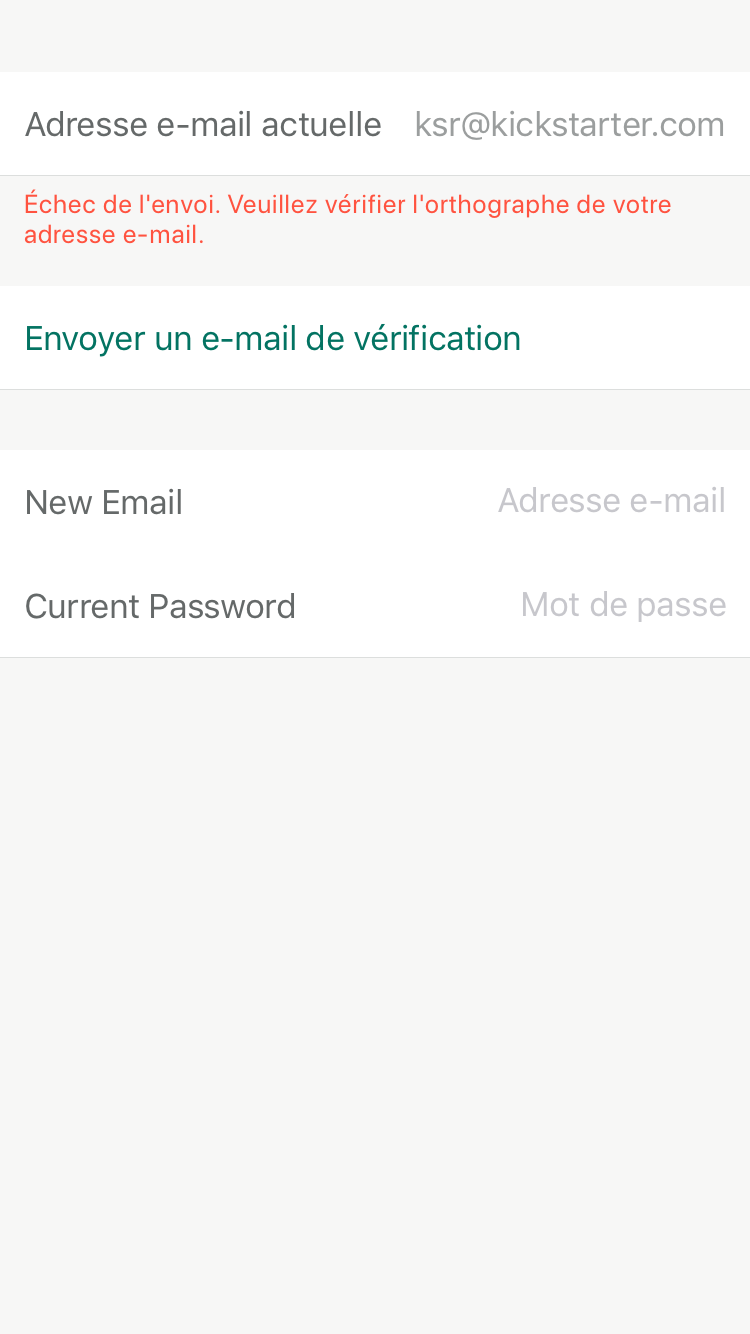 Adresse e-mail actuelle ksr@kickstarter.com
Échec de l'envoi. Veuillez vérifier l'orthographe de votre
adresse e-mail.
Envoyer un e-mail de vérification
New Email Adresse e-mail
Current Password Mot de passe